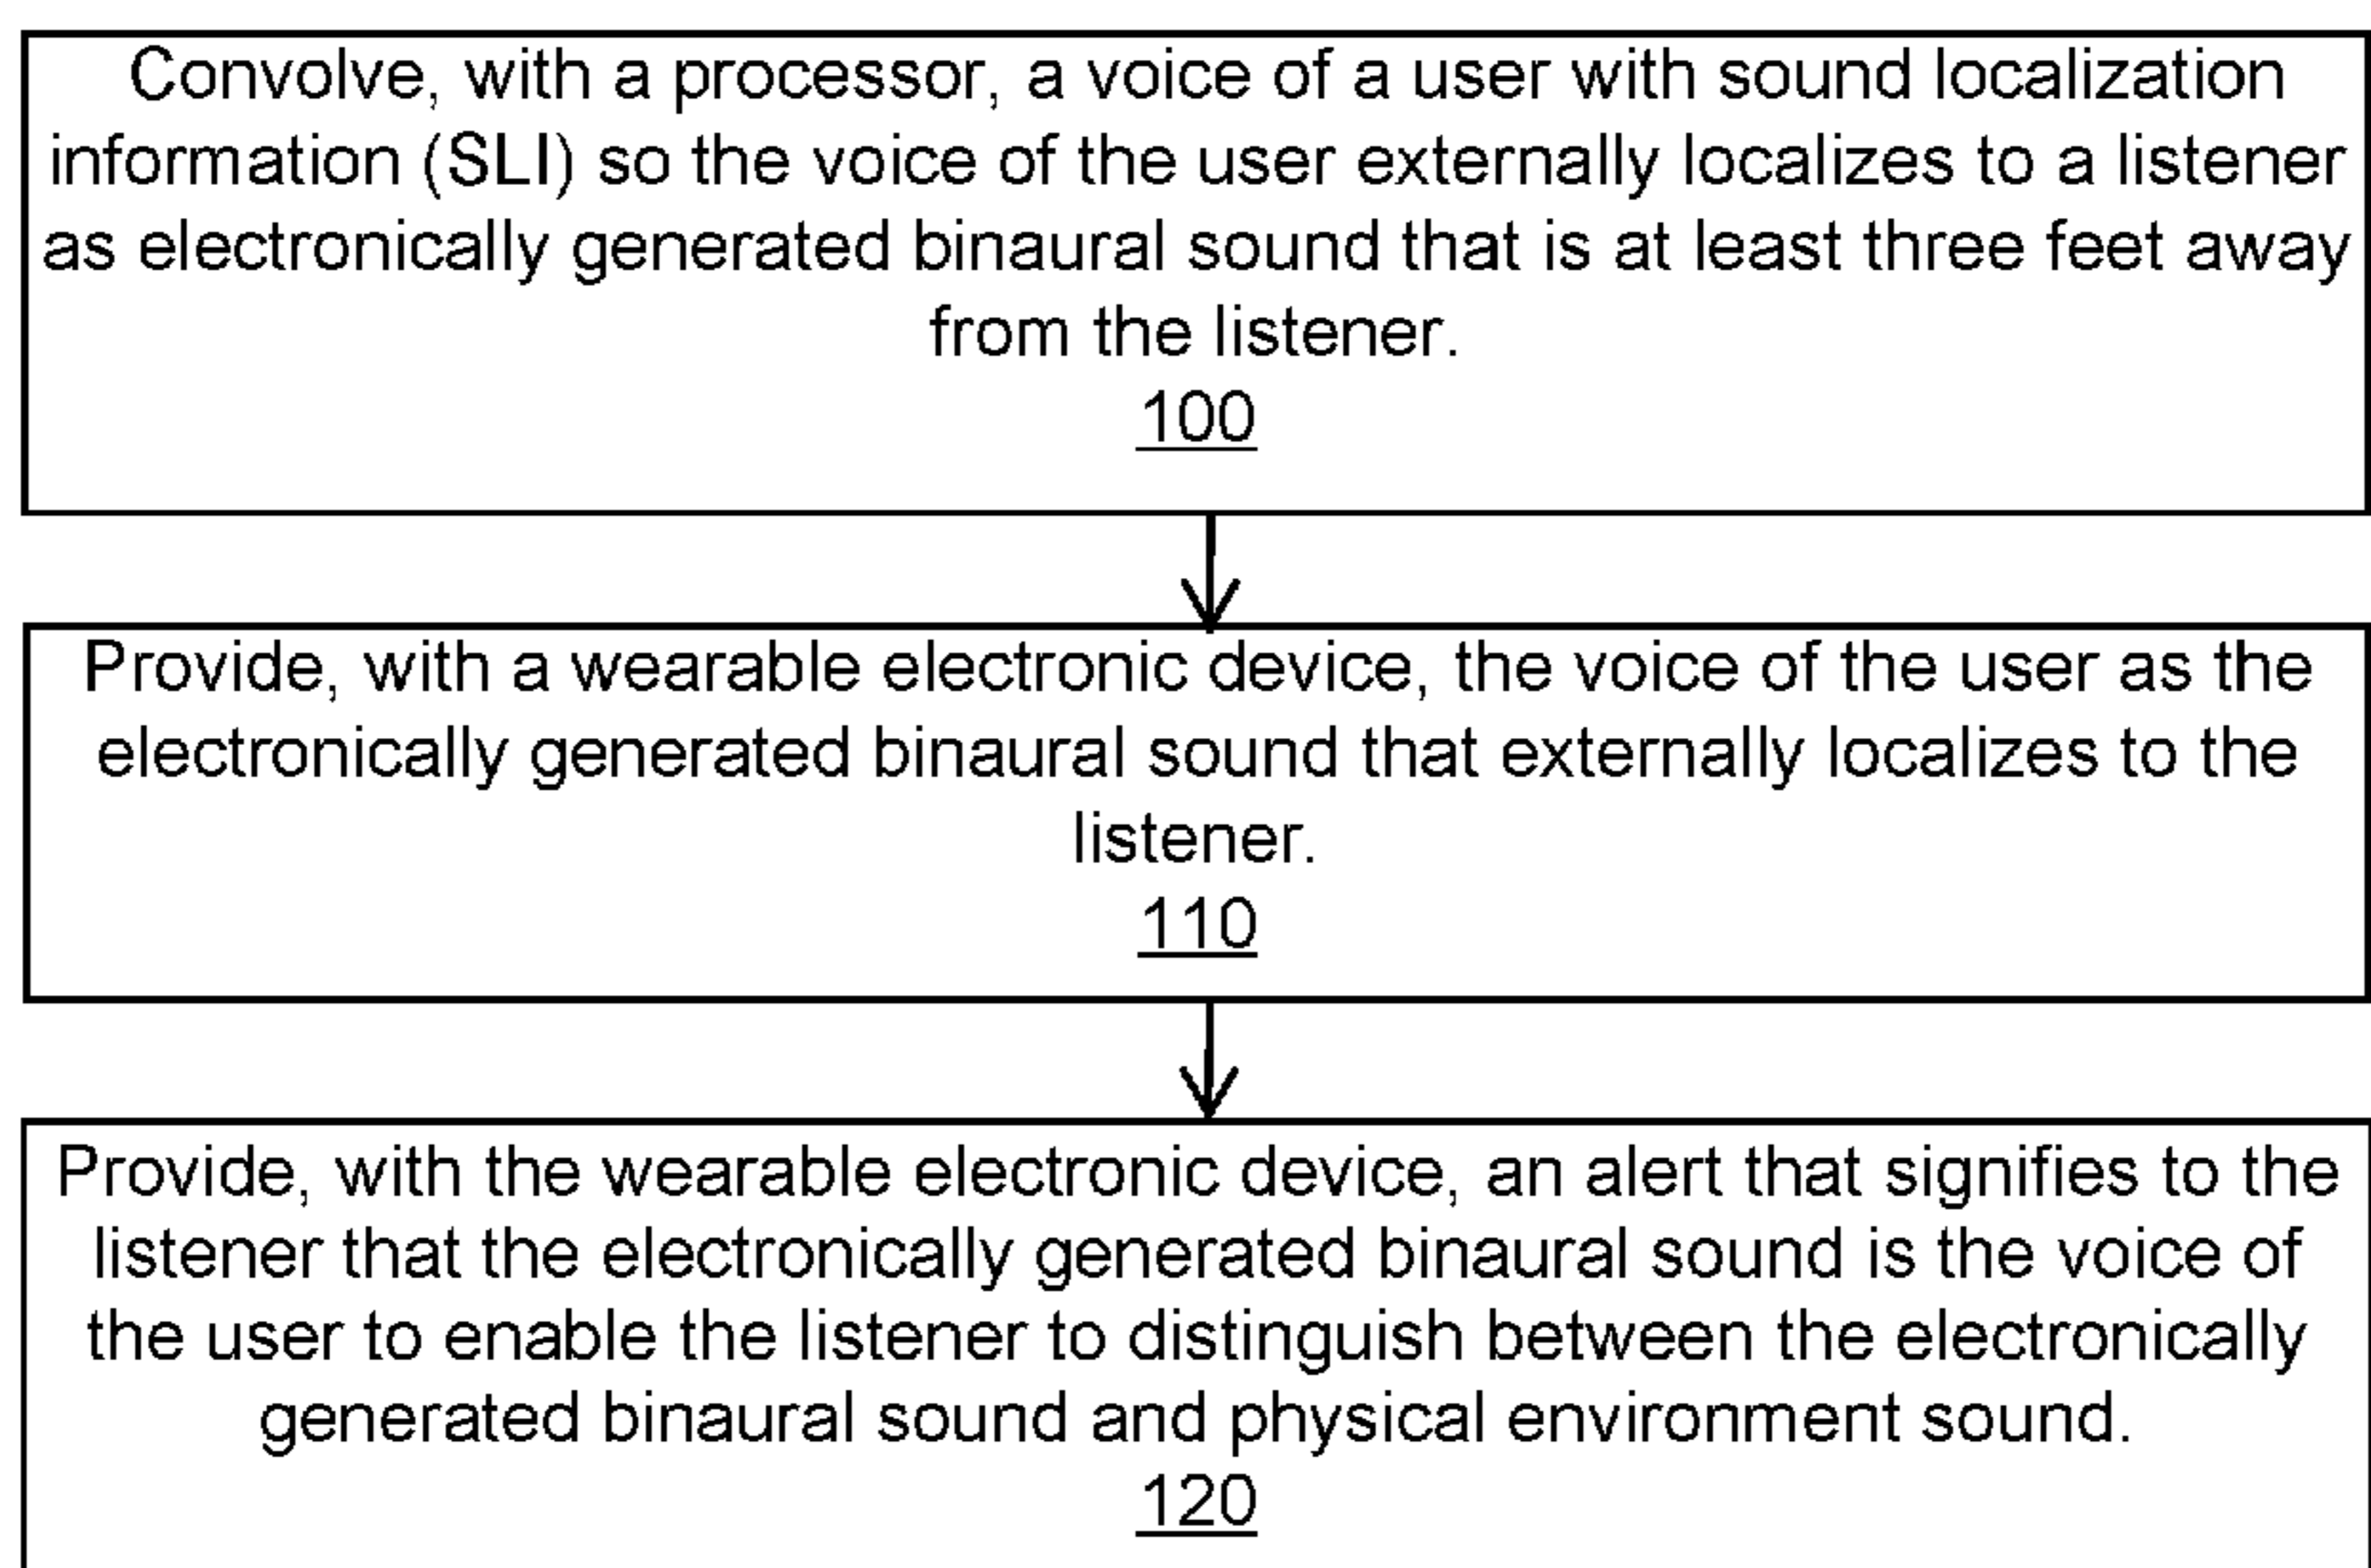 Convolve, with a processor, a voice of a user with sound localization
information (SLI) so the voice of the user externally localizes to a listener
as electronically generated binaural sound that is at least three feet away
from the listener.
100
Provide, with a wearable electronic device, the voice of the user as the
electronically generated binaural sound that externally localizes to the
listener.
110
Provide, with the wearable electronic device, an alert that signifies to the
listener that the electronically generated binaural sound is the voice of
the user to enable the listener to distinguish between the electronically
generated binaural sound and physical environment sound.
120